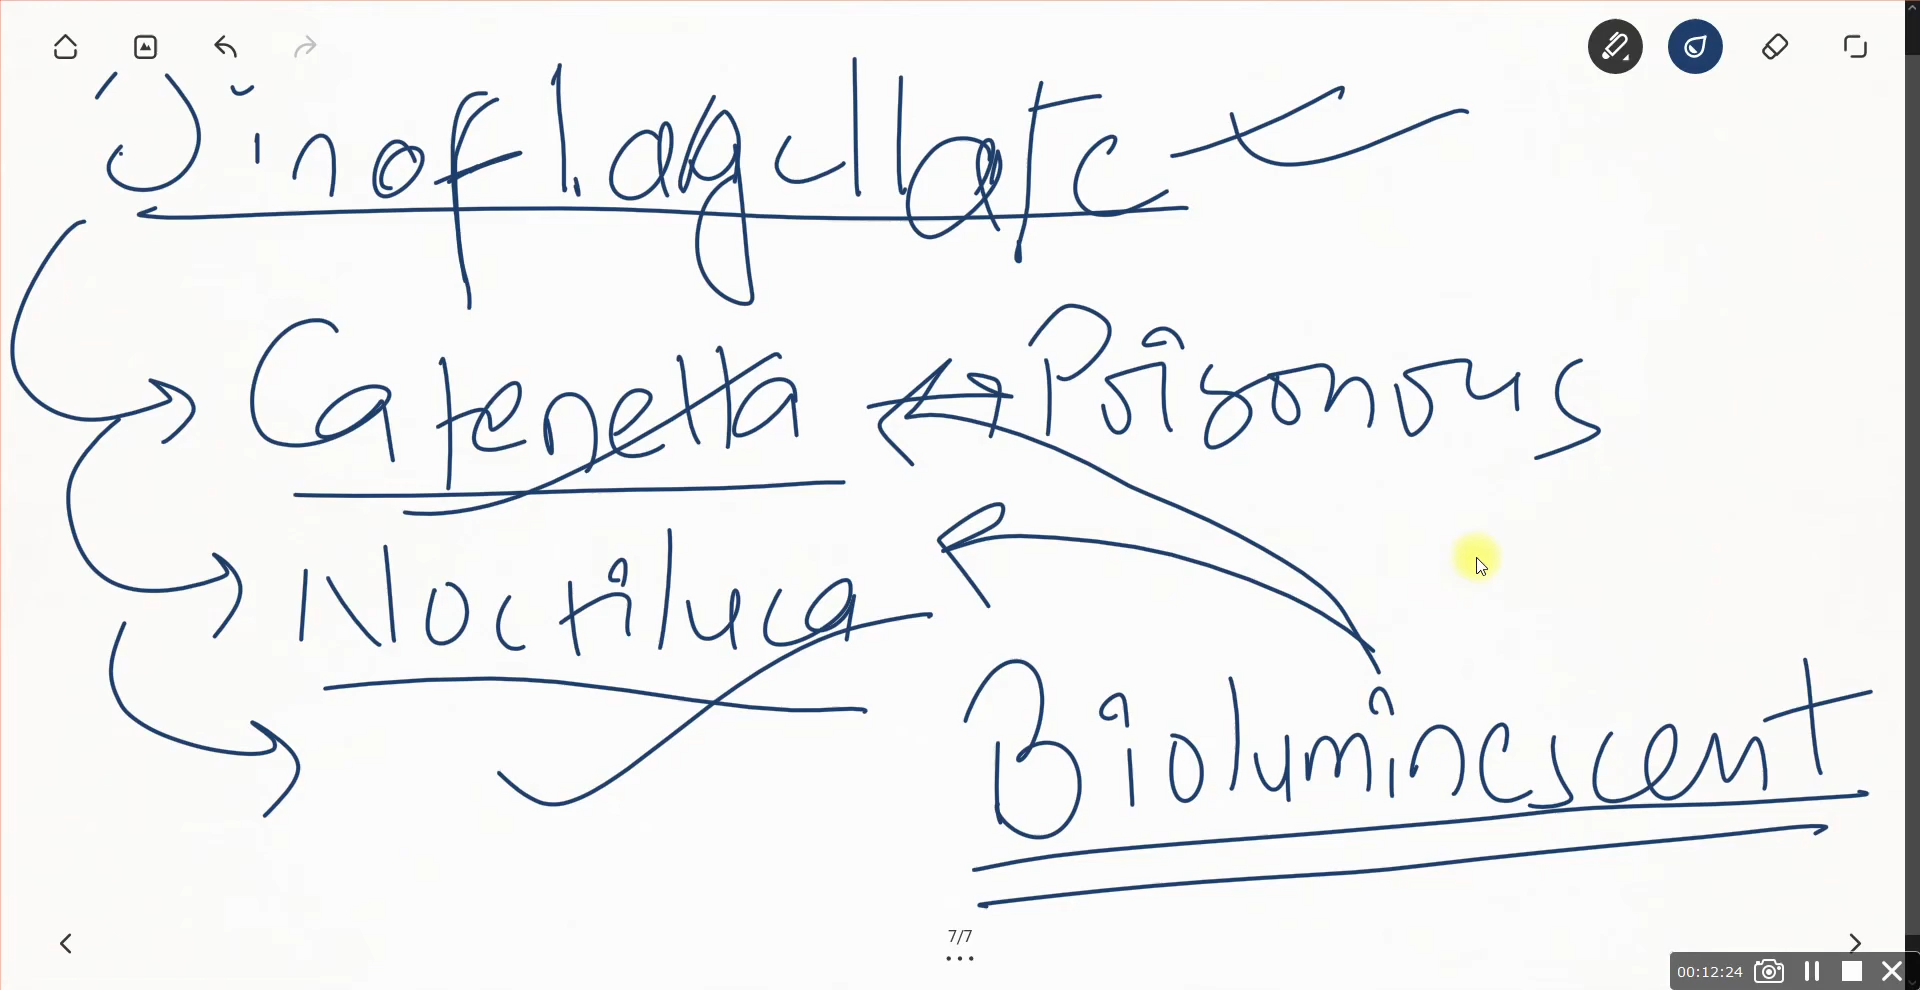 Dinoflagellate
Catenella Poisonous
Noctiluca
Bioluminescent
7/7
00:12:24